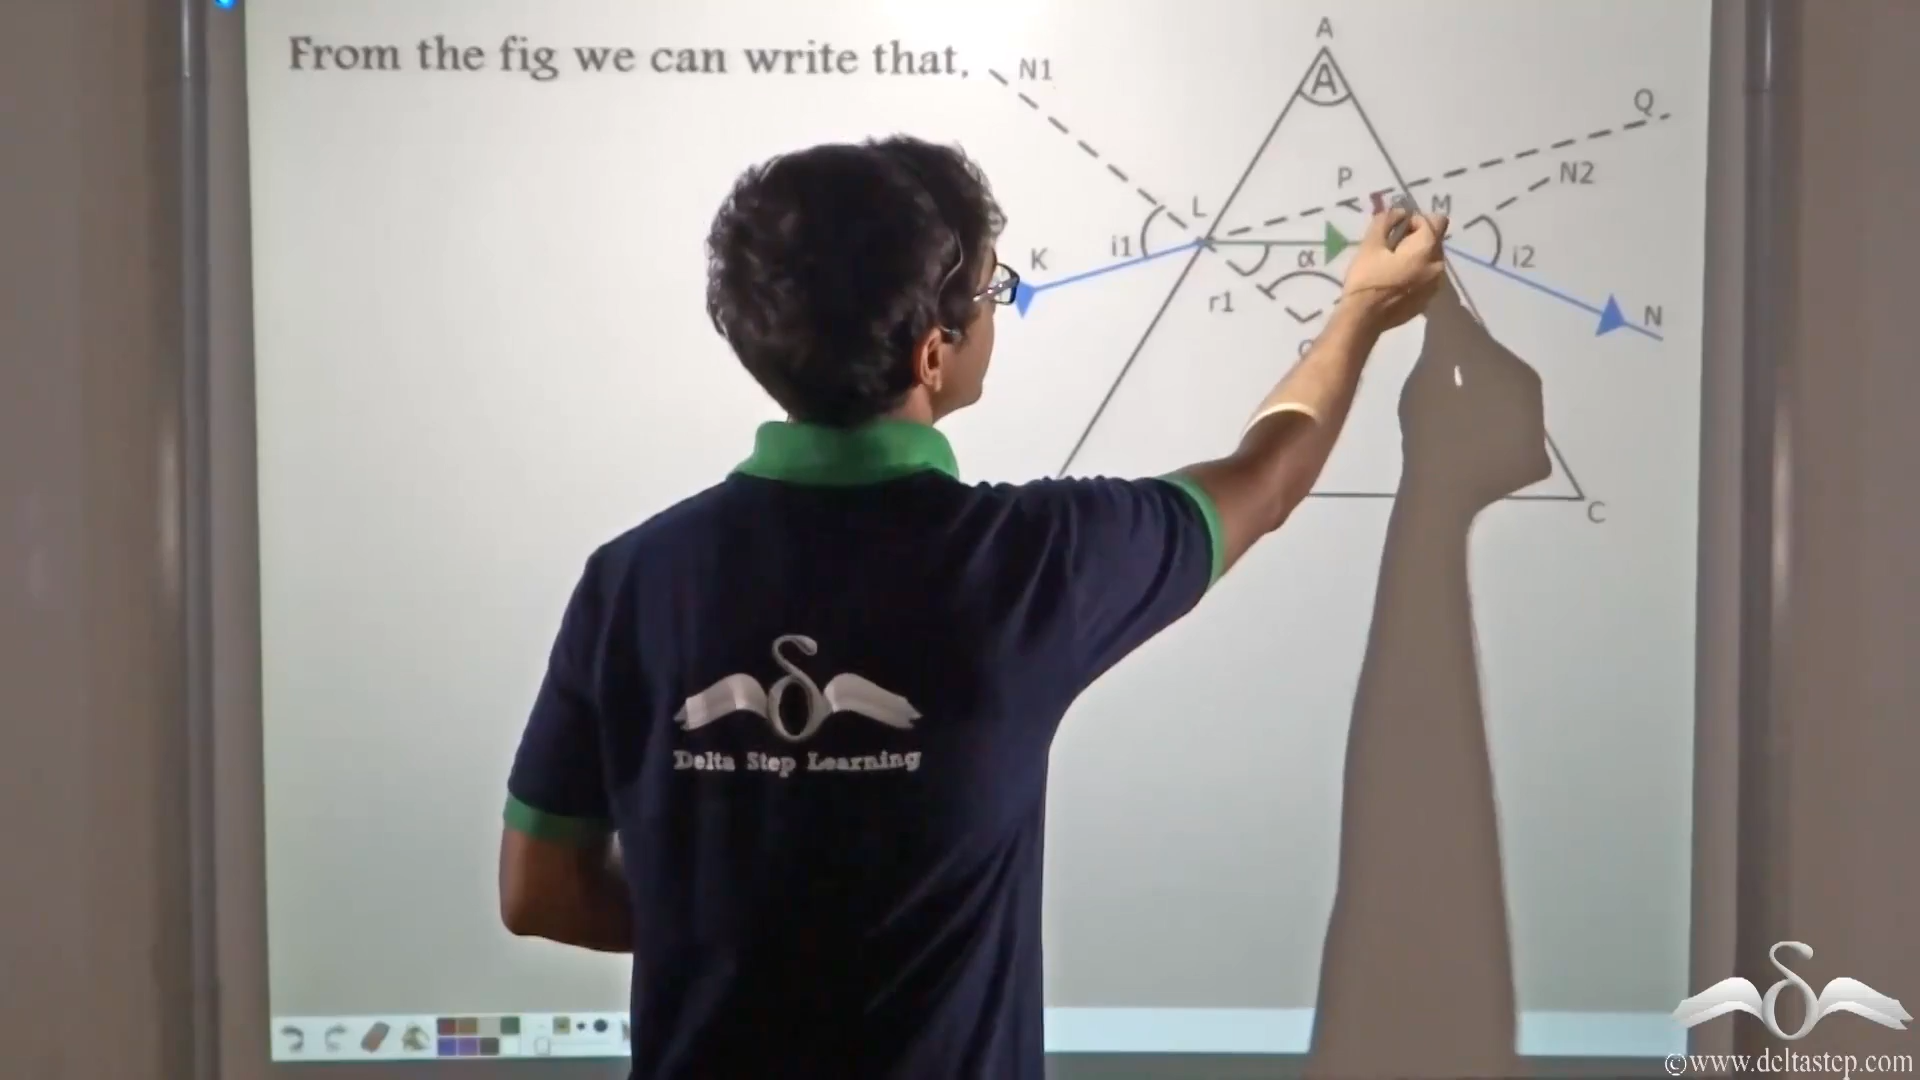 From the fig we can write that,
N1
A
A
Q
P
N2
L
M
K
i1
α
i2
r1
N
C
Delta Step Learning
©www.deltastep.com